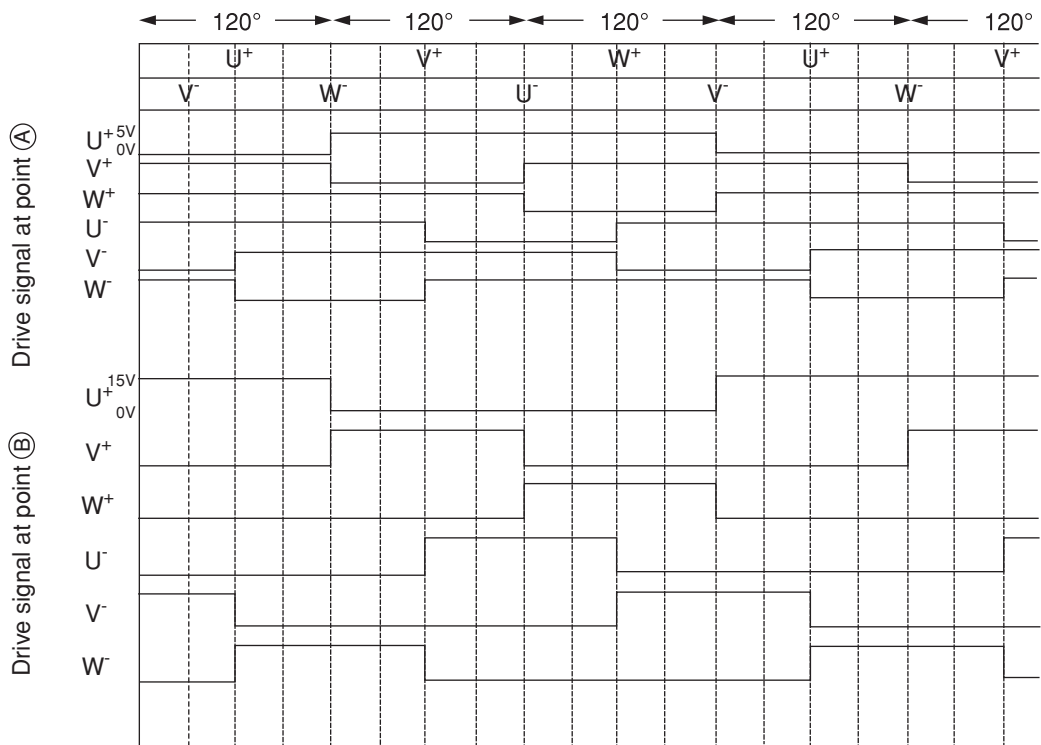 120° 120° 120° 120° 120°
U⁺ V⁺ W⁺ U⁺ V⁺
V⁻ W⁻ U⁻ V⁻ W⁻
Drive signal at point Ⓐ
U⁺ 5V
0V
V⁺
W⁺
U⁻
V⁻
W⁻
Drive signal at point Ⓑ
U⁺ 15V
0V
V⁺
W⁺
U⁻
V⁻
W⁻